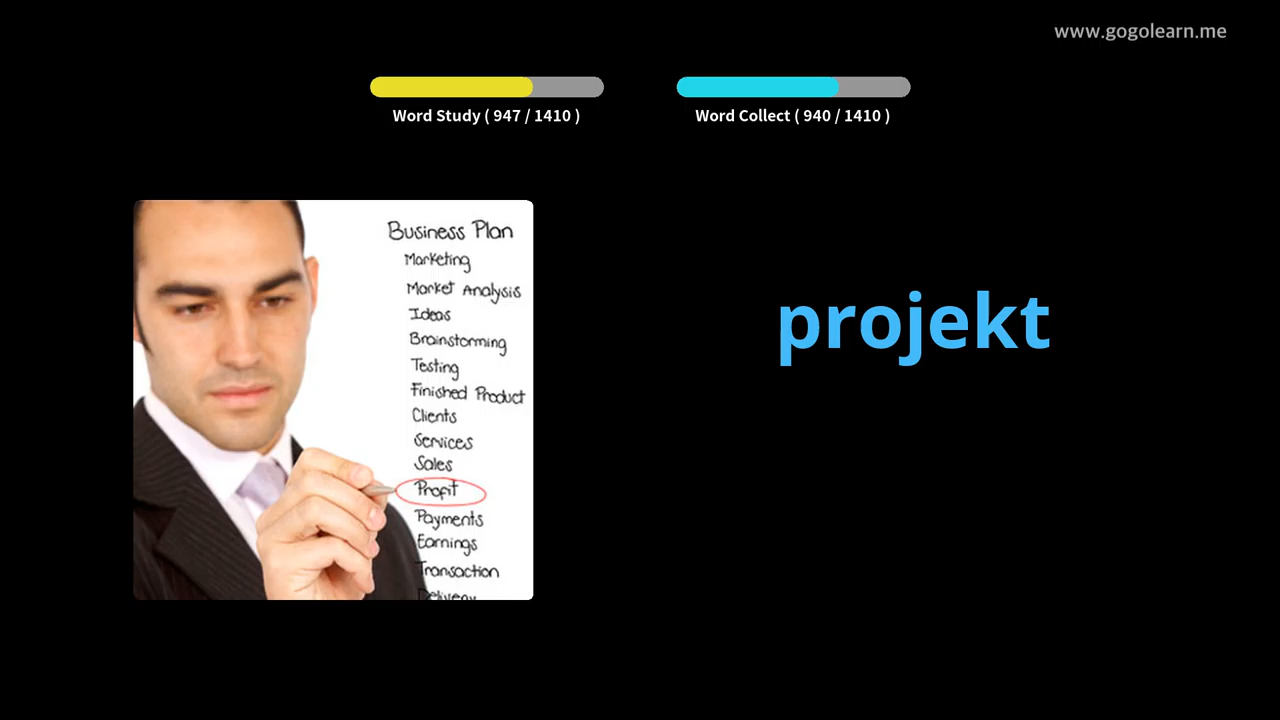 www.gogolearn.me
Word Study ( 947 / 1410 )
Word Collect ( 940 / 1410 )
Business Plan
Marketing
Market Analysis
Ideas
Brainstorming
Testing
Finished Product
Clients
Services
Sales
Profit
Payments
Earnings
Transaction
Delivery
projekt